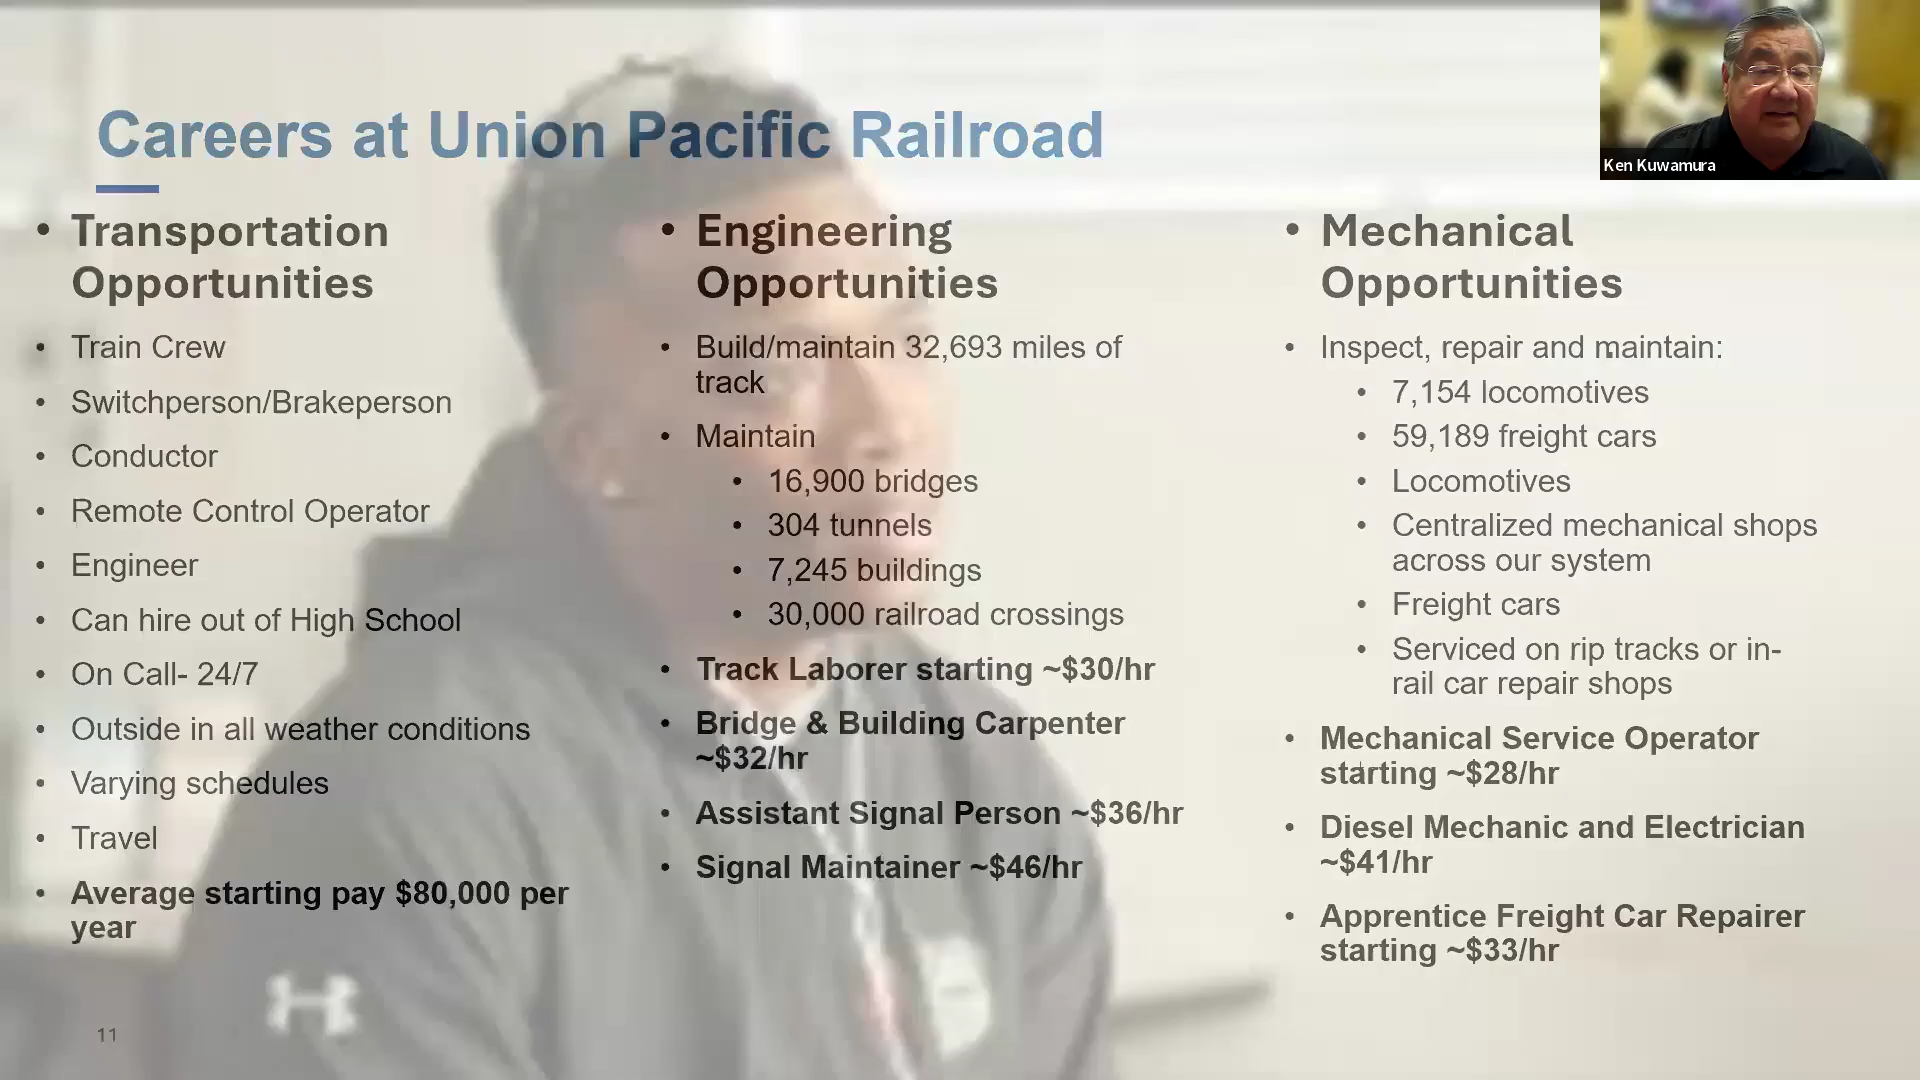 Careers at Union Pacific Railroad
Ken Kuwamura
• Transportation
Opportunities
• Train Crew
• Switchperson/Brakeperson
• Conductor
• Remote Control Operator
• Engineer
• Can hire out of High School
• On Call- 24/7
• Outside in all weather conditions
• Varying schedules
• Travel
• Average starting pay $80,000 per
year
• Engineering
Opportunities
• Build/maintain 32,693 miles of
track
• Maintain
• 16,900 bridges
• 304 tunnels
• 7,245 buildings
• 30,000 railroad crossings
• Track Laborer starting ~$30/hr
• Bridge & Building Carpenter
~$32/hr
• Assistant Signal Person ~$36/hr
• Signal Maintainer ~$46/hr
• Mechanical
Opportunities
• Inspect, repair and maintain:
• 7,154 locomotives
• 59,189 freight cars
• Locomotives
• Centralized mechanical shops
across our system
• Freight cars
• Serviced on rip tracks or in-
rail car repair shops
• Mechanical Service Operator
starting ~$28/hr
• Diesel Mechanic and Electrician
~$41/hr
• Apprentice Freight Car Repairer
starting ~$33/hr
11